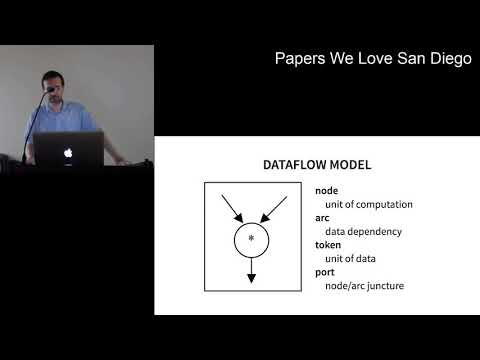 Papers We Love San Diego
DATAFLOW MODEL
*
node
unit of computation
arc
data dependency
token
unit of data
port
node/arc juncture